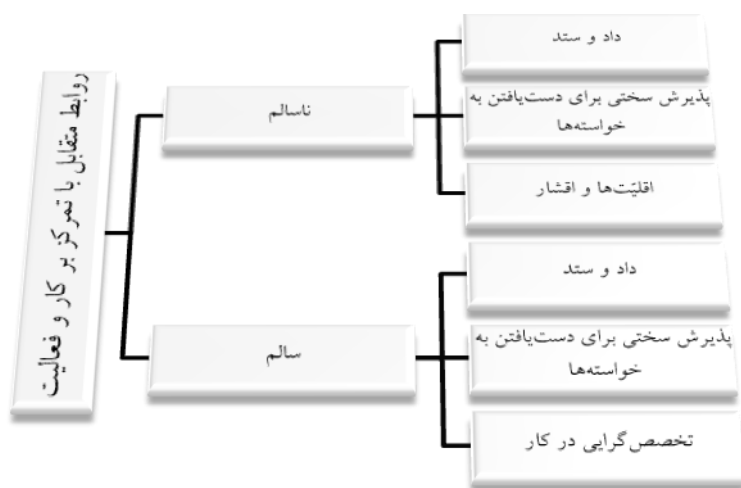 روابط متقابل با تمرکز بر کار و فعالیت
ناسالم
داد و ستد
پذیرش سختی برای دست‌یافتن به
خواسته‌ها
اقلیّت‌ها و اقشار
سالم
داد و ستد
پذیرش سختی برای دست‌یافتن به
خواسته‌ها
تخصص‌گرایی در کار